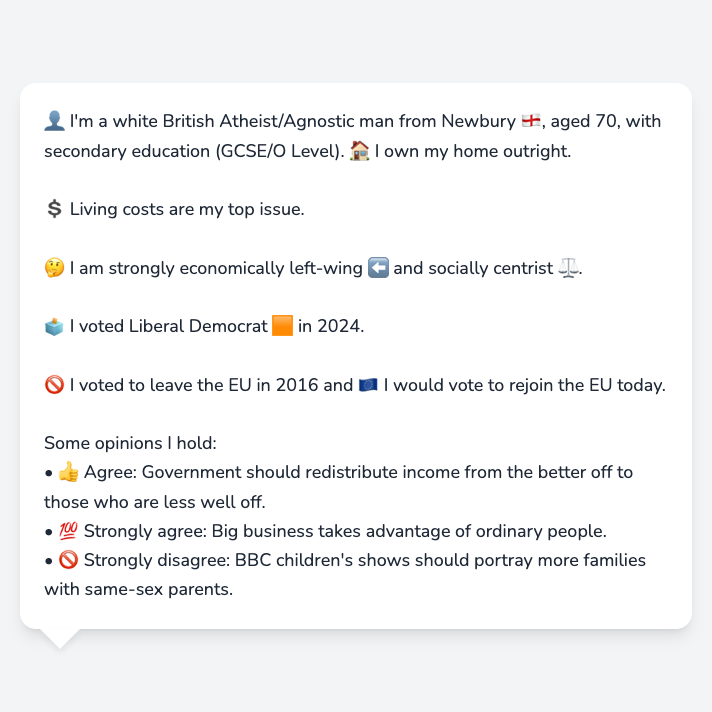 👤 I'm a white British Atheist/Agnostic man from Newbury 🏴󠁧󠁢󠁥󠁮󠁧󠁿, aged 70, with
secondary education (GCSE/O Level). 🏠 I own my home outright.
💲 Living costs are my top issue.
🤔 I am strongly economically left-wing ⬅️ and socially centrist ⚖️.
🗳️ I voted Liberal Democrat 🟧 in 2024.
🚫 I voted to leave the EU in 2016 and 🇪🇺 I would vote to rejoin the EU today.
Some opinions I hold:
• 👍 Agree: Government should redistribute income from the better off to
those who are less well off.
• 💯 Strongly agree: Big business takes advantage of ordinary people.
• 🚫 Strongly disagree: BBC children's shows should portray more families
with same-sex parents.